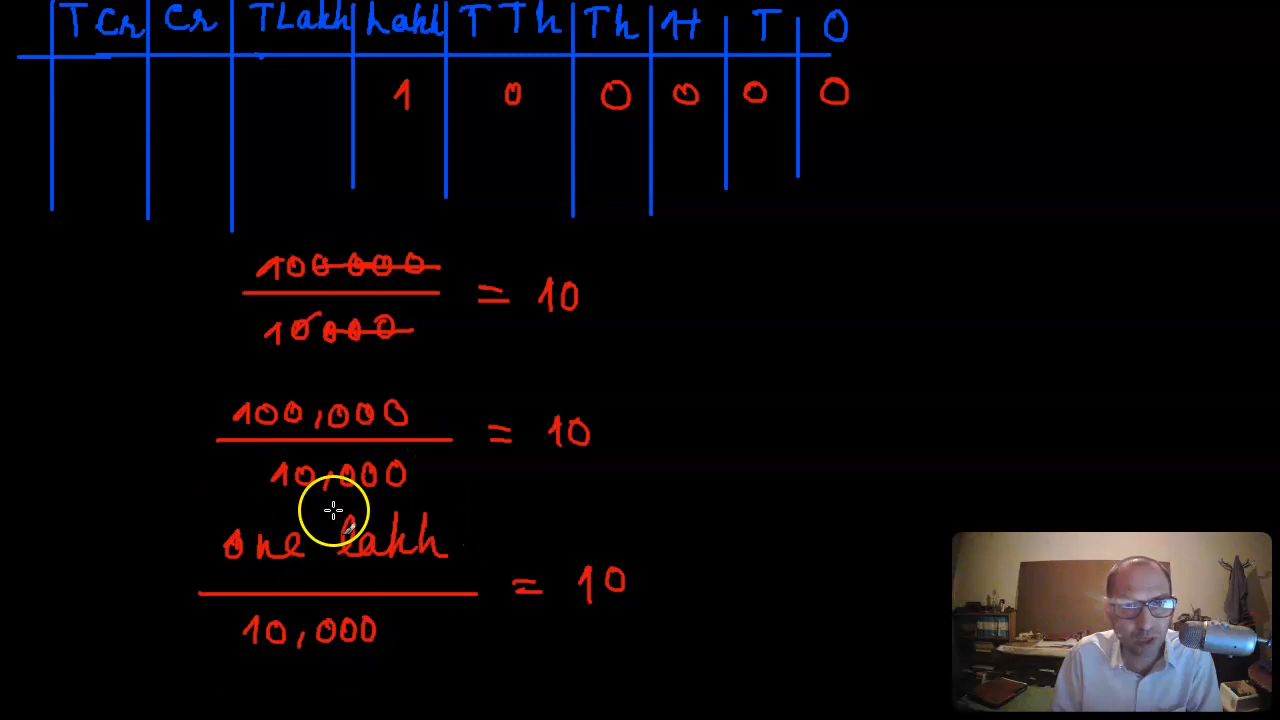 T Cr Cr TLakh Lakh T Th Th H T O
1 0 0 0 0 0
100000
10000
= 10
100,000
10,000
= 10
one lakh
10,000
= 10